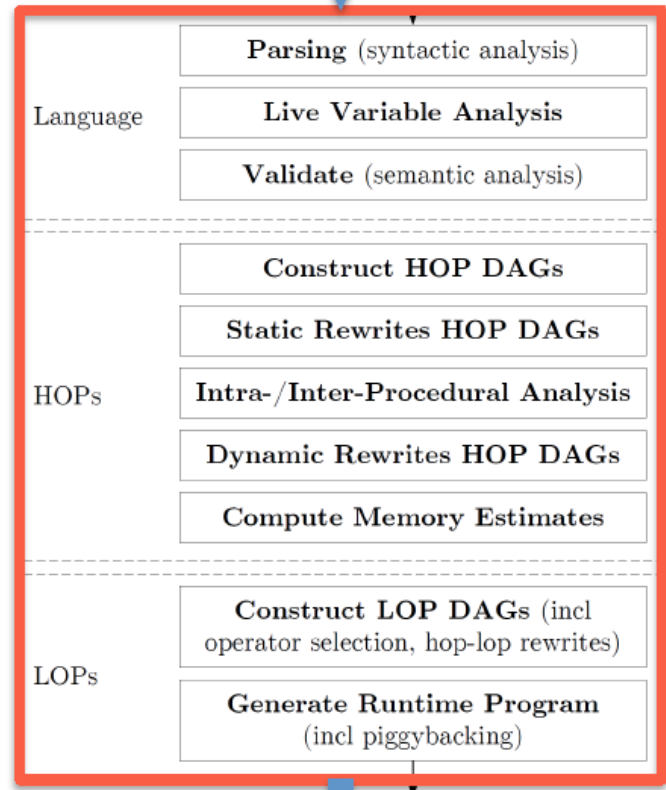 Parsing (syntactic analysis)
Language
Live Variable Analysis
Validate (semantic analysis)
Construct HOP DAGs
Static Rewrites HOP DAGs
HOPs
Intra-/Inter-Procedural Analysis
Dynamic Rewrites HOP DAGs
Compute Memory Estimates
Construct LOP DAGs (incl
operator selection, hop-lop rewrites)
LOPs
Generate Runtime Program
(incl piggybacking)